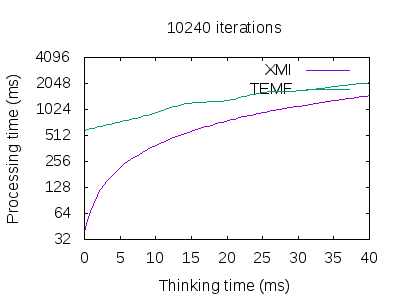 10240 iterations
Processing time (ms)
4096
2048
1024
512
256
128
64
32
XMI
TEMF
0 5 10 15 20 25 30 35 40
Thinking time (ms)